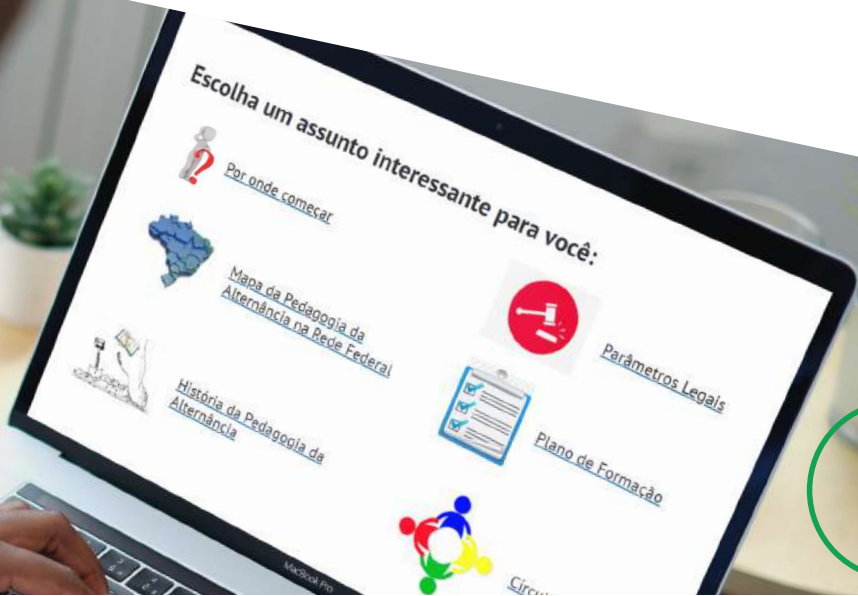 Escolha um assunto interessante para você:
Por onde começar
Mapa da Pedagogia da
Alternância na Rede Federal
História da Pedagogia da
Alternância
Parâmetros Legais
Plano de Formação
MacBook Pro